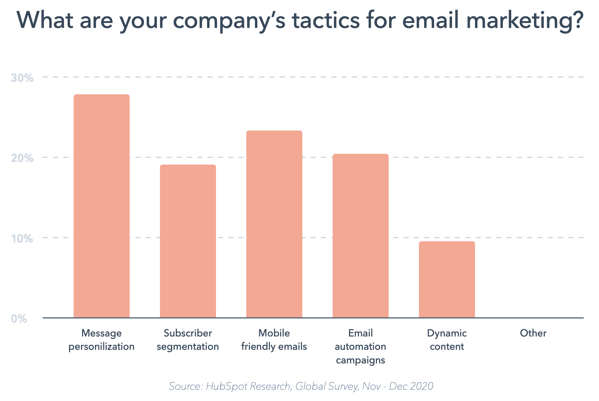 What are your company's tactics for email marketing?
30%
20%
10%
0%
Message
personilization
Subscriber
segmentation
Mobile
friendly emails
Email
automation
campaigns
Dynamic
content
Other
Source: HubSpot Research, Global Survey, Nov - Dec 2020